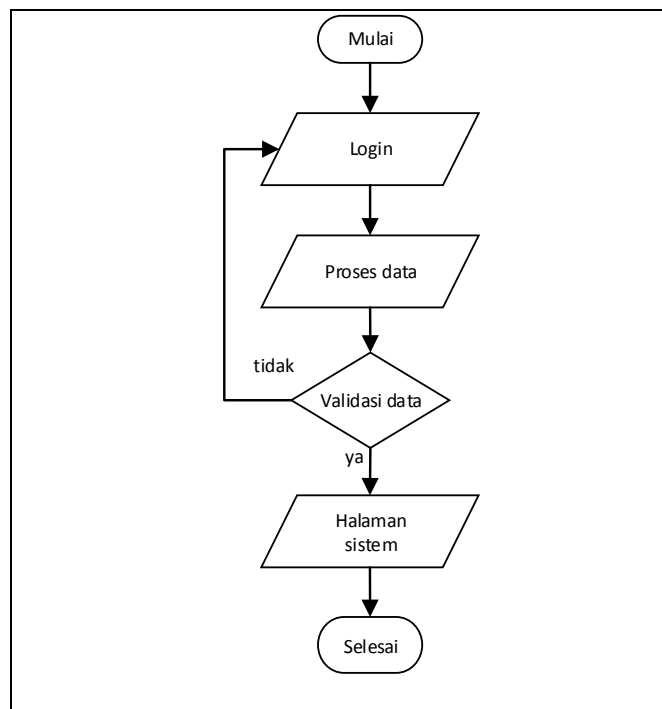 Mulai
Login
Proses data
tidak
Validasi data
ya
Halaman
sistem
Selesai